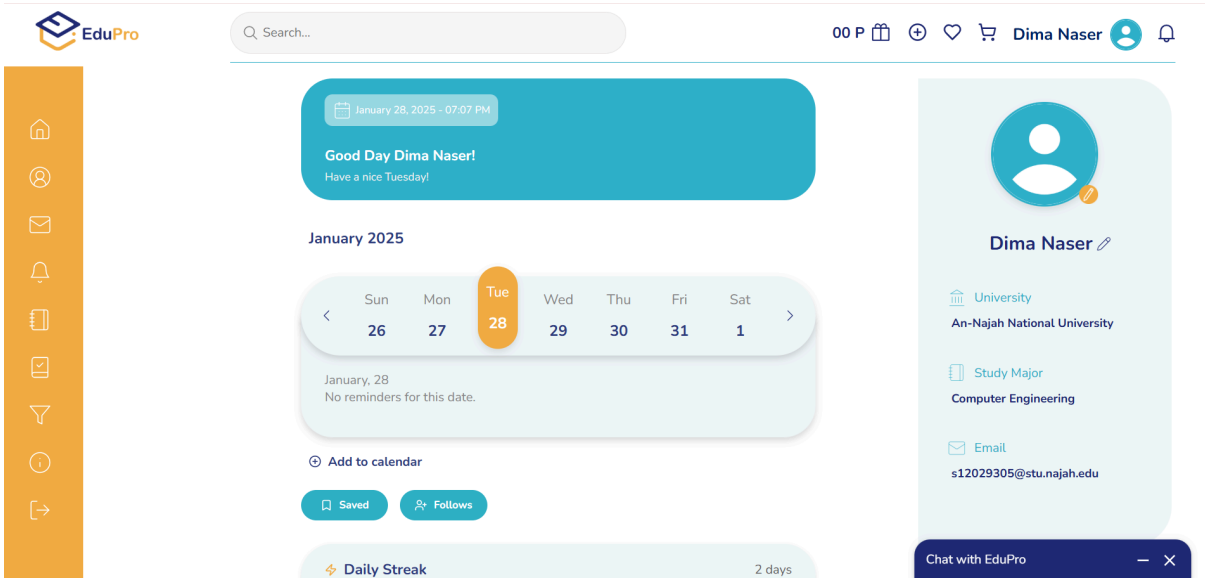 EduPro
Search...
00 P
Dima Naser
January 28, 2025 - 07:07 PM
Good Day Dima Naser!
Have a nice Tuesday!
January 2025
Sun Mon Tue Wed Thu Fri Sat
26 27 28 29 30 31 1
January, 28
No reminders for this date.
Add to calendar
Saved Follows
Daily Streak 2 days
Dima Naser
University
An-Najah National University
Study Major
Computer Engineering
Email
s12029305@stu.najah.edu
Chat with EduPro